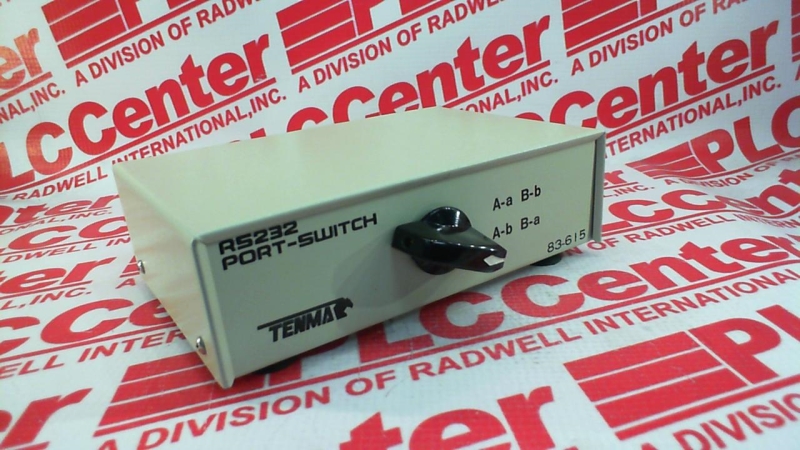 RS232
PORT-SWITCH
TENMA
A-a B-b
A-b B-a
83-615
PLCCenter
A DIVISION OF RADWELL INTERNATIONAL, INC.